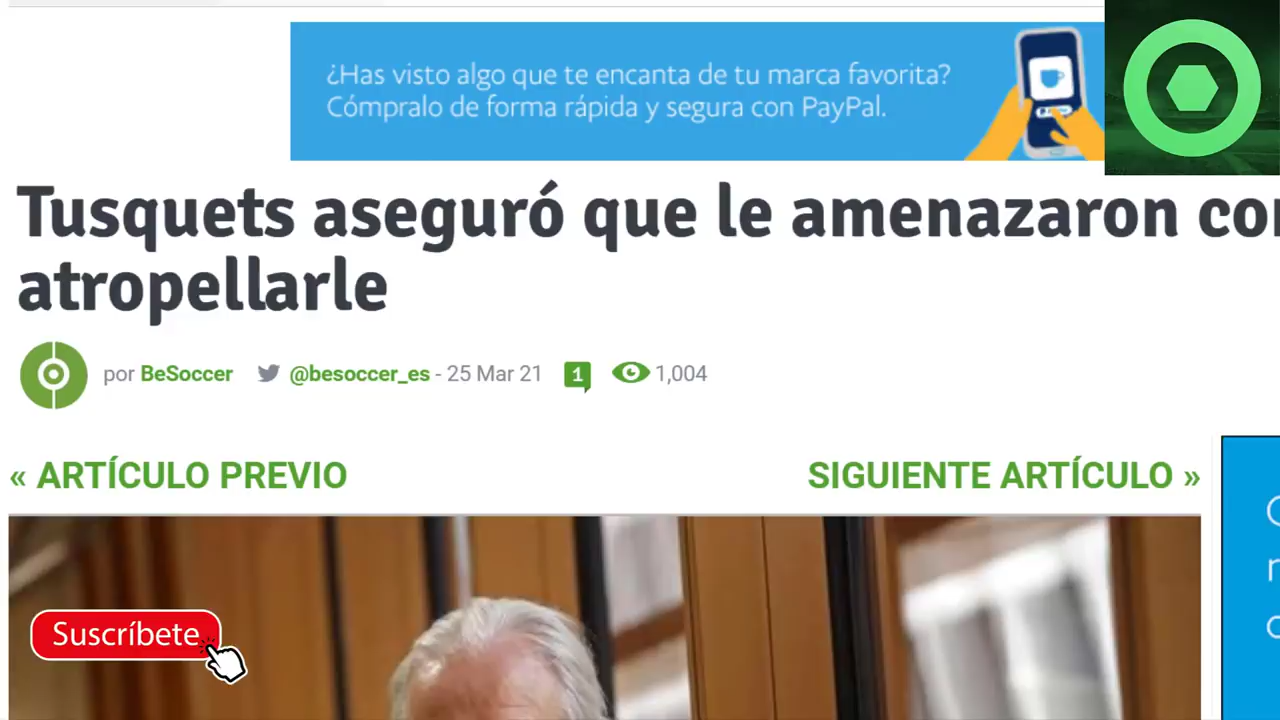 ¿Has visto algo que te encanta de tu marca favorita?
Cómpralo de forma rápida y segura con PayPal.
Tusquets aseguró que le amenazaron con
atropellarle
por BeSoccer @besoccer_es - 25 Mar 21 1 1,004
« ARTÍCULO PREVIO
SIGUIENTE ARTÍCULO »
Suscríbete